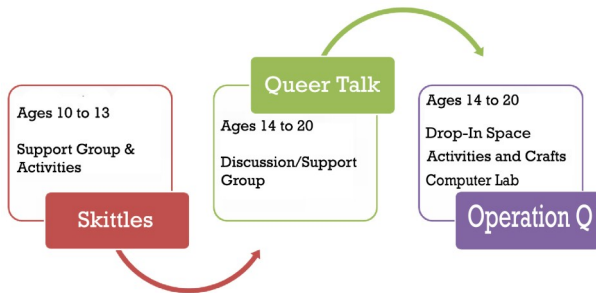 Ages 10 to 13
Support Group &
Activities
Skittles
Queer Talk
Ages 14 to 20
Discussion/Support
Group
Ages 14 to 20
Drop-In Space
Activities and Crafts
Computer Lab
Operation Q